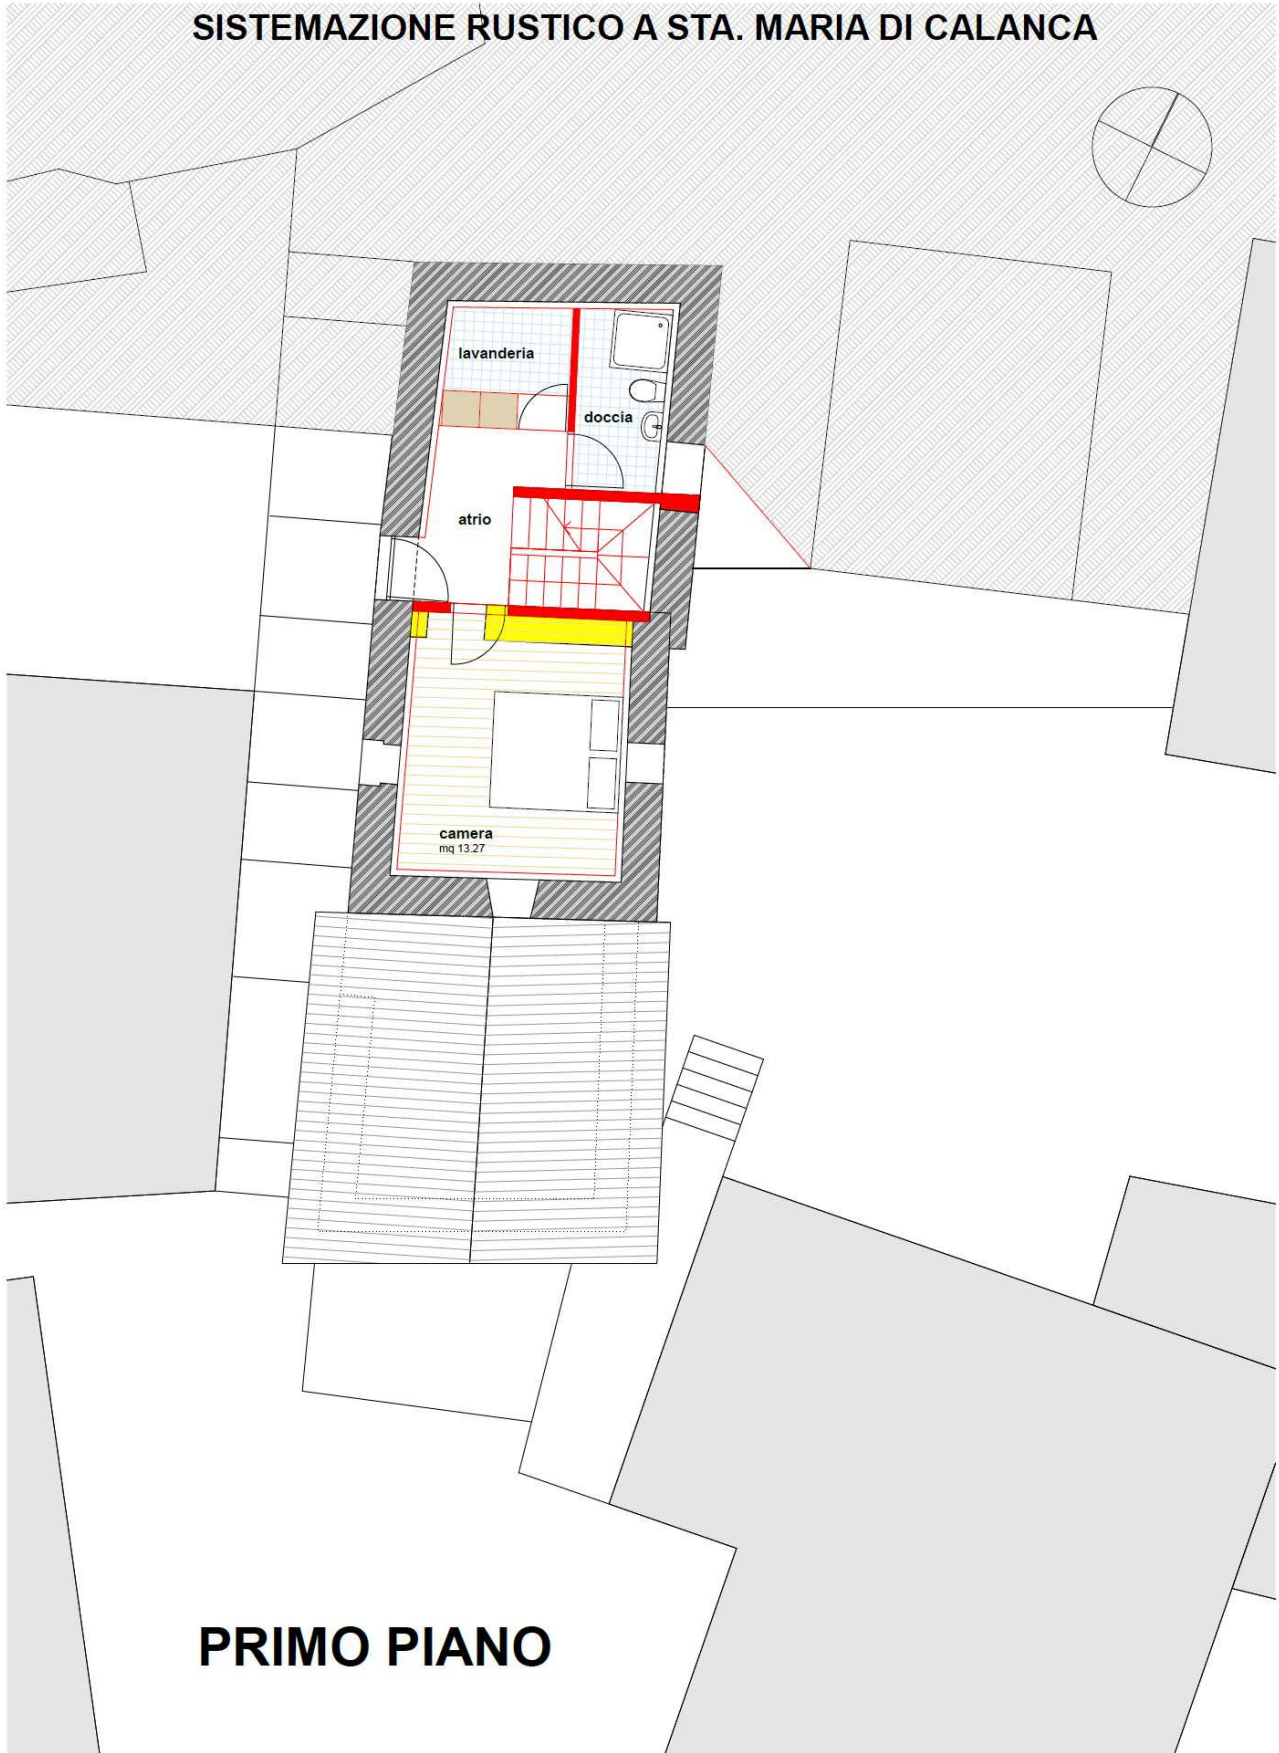 SISTEMAZIONE RUSTICO A STA. MARIA DI CALANCA
lavanderia
doccia
atrio
camera
mq 13.27
PRIMO PIANO